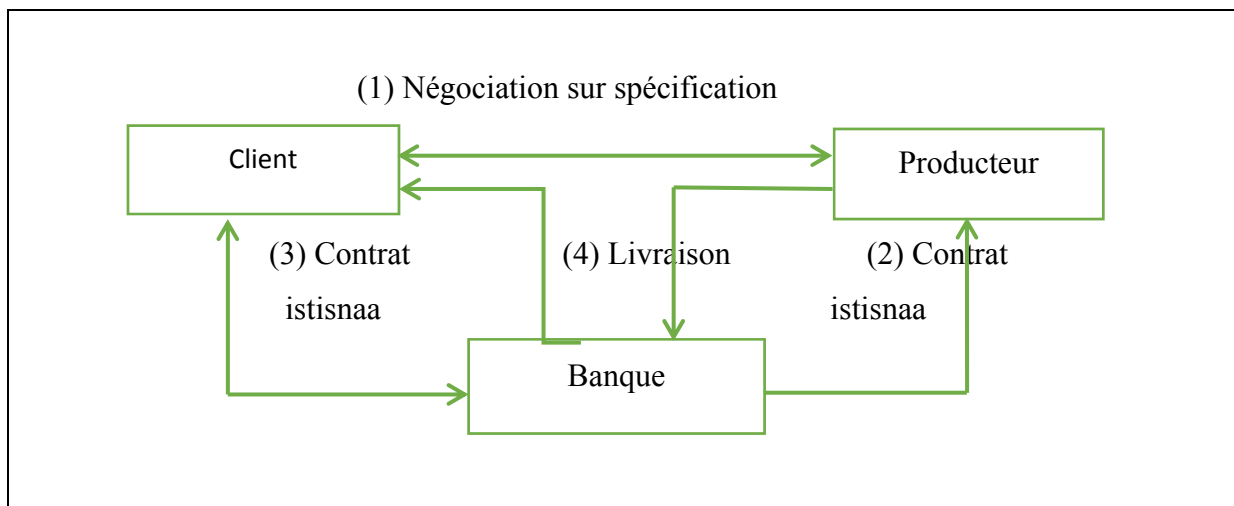 (1) Négociation sur spécification
Client
Producteur
(3) Contrat
istisnaa
(4) Livraison
(2) Contrat
istisnaa
Banque